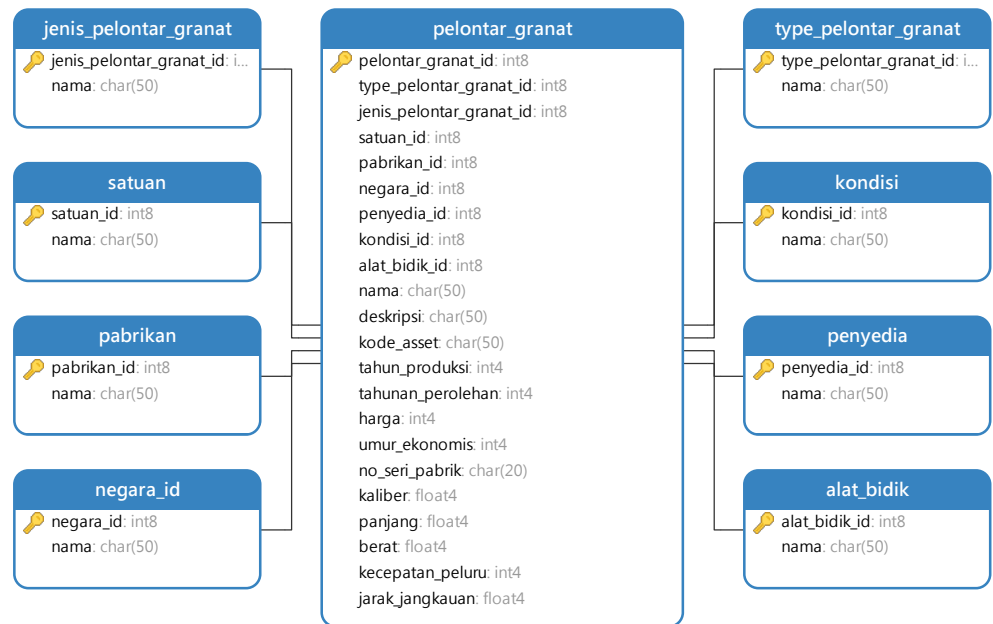 jenis_pelontar_granat
jenis_pelontar_granat_id: i...
nama: char(50)
satuan
satuan_id: int8
nama: char(50)
pabrikan
pabrikan_id: int8
nama: char(50)
negara_id
negara_id: int8
nama: char(50)
pelontar_granat
pelontar_granat_id: int8
type_pelontar_granat_id: int8
jenis_pelontar_granat_id: int8
satuan_id: int8
pabrikan_id: int8
negara_id: int8
penyedia_id: int8
kondisi_id: int8
alat_bidik_id: int8
nama: char(50)
deskripsi: char(50)
kode_asset: char(50)
tahun_produksi: int4
tahunan_perolehan: int4
harga: int4
umur_ekonomis: int4
no_seri_pabrik: char(20)
kaliber: float4
panjang: float4
berat: float4
kecepatan_peluru: int4
jarak_jangkauan: float4
type_pelontar_granat
type_pelontar_granat_id: i...
nama: char(50)
kondisi
kondisi_id: int8
nama: char(50)
penyedia
penyedia_id: int8
nama: char(50)
alat_bidik
alat_bidik_id: int8
nama: char(50)